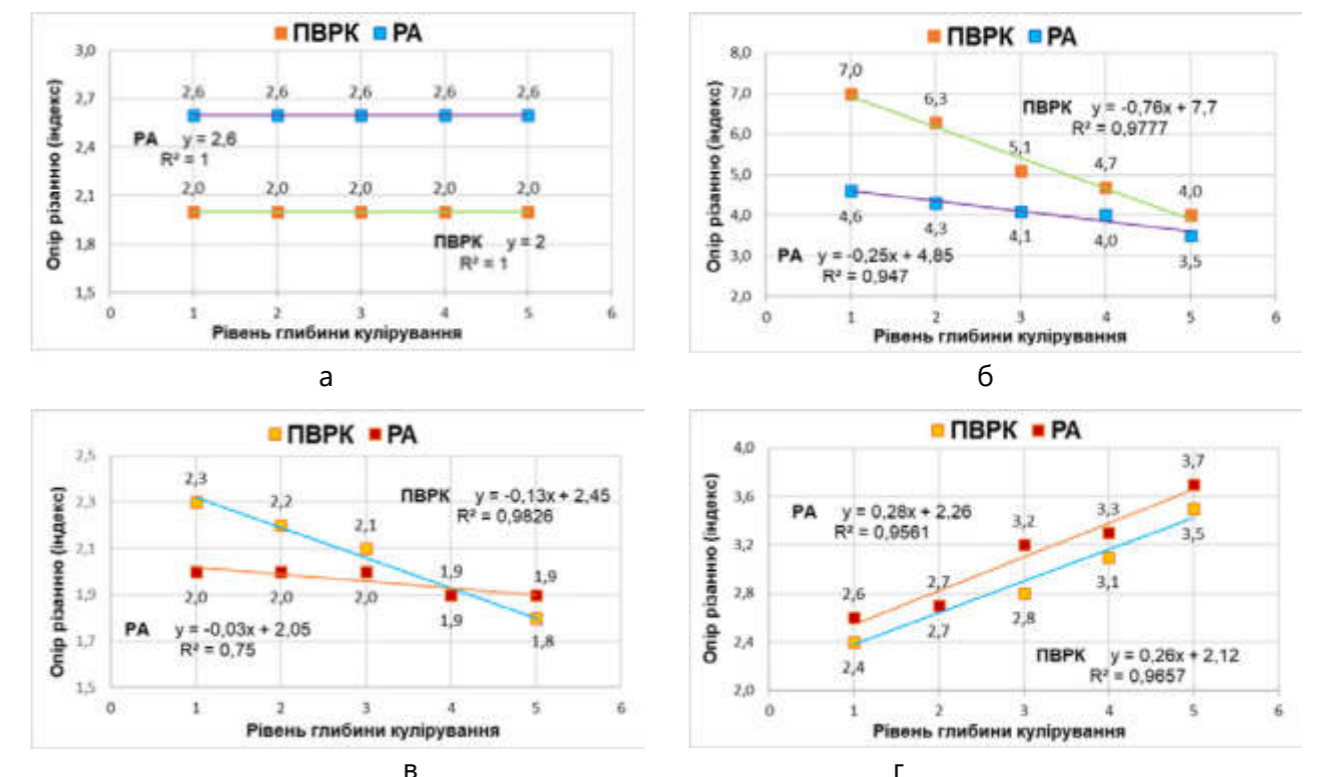 ПВРК РА
3,0
2,7
2,4
2,1
1,8
1,5
Опір різанню (індекс)
2,6 2,6 2,6 2,6 2,6
РА y = 2,6
R² = 1
2,0 2,0 2,0 2,0 2,0
ПВРК y = 2
R² = 1
0 1 2 3 4 5 6
Рівень глибини кулірування
а
ПВРК РА
8,0
7,0
6,0
5,0
4,0
3,0
2,0
Опір різанню (індекс)
7,0 6,3 5,1 4,7 4,0
ПВРК y = -0,76x + 7,7
R² = 0,9777
4,6 4,3 4,1 4,0 3,5
РА y = -0,25x + 4,85
R² = 0,947
0 1 2 3 4 5 6
Рівень глибини кулірування
б
ПВРК РА
2,5
2,3
2,1
1,9
1,7
1,5
Опір різанню (індекс)
2,3 2,2 2,1 1,9 1,9
ПВРК y = -0,13x + 2,45
R² = 0,9826
2,0 2,0 2,0 1,9 1,8
РА y = -0,03x + 2,05
R² = 0,75
0 1 2 3 4 5 6
Рівень глибини кулірування
в
ПВРК РА
4,0
3,6
3,2
2,8
2,4
2,0
Опір різанню (індекс)
2,6 2,7 3,2 3,3 3,7
РА y = 0,28x + 2,26
R² = 0,9561
2,4 2,7 2,8 3,1 3,5
ПВРК y = 0,26x + 2,12
R² = 0,9657
0 1 2 3 4 5 6
Рівень глибини кулірування
г